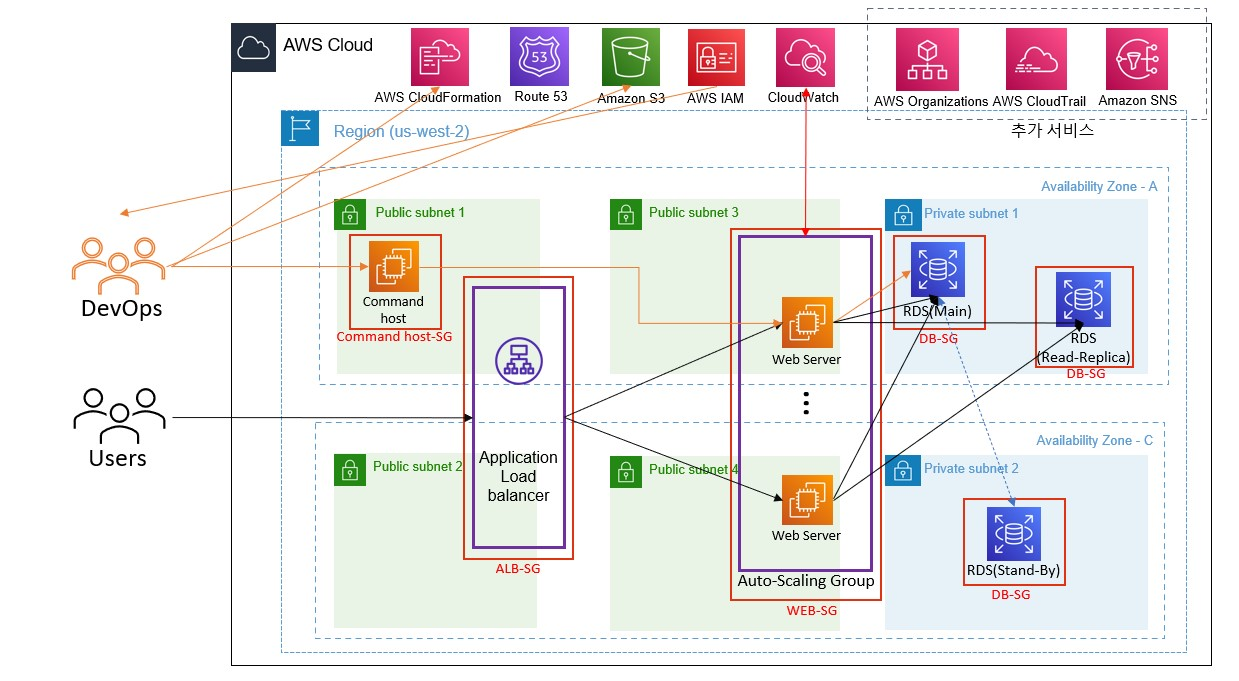 AWS Cloud
AWS CloudFormation
Route 53
53
Amazon S3
AWS IAM
CloudWatch
AWS Organizations
AWS CloudTrail
Amazon SNS
추가 서비스
Region (us-west-2)
Availability Zone - A
Public subnet 1
Public subnet 3
Private subnet 1
DevOps
Command
host
Command host-SG
Web Server
RDS(Main)
DB-SG
RDS
(Read-Replica)
DB-SG
Users
Availability Zone - C
Public subnet 2
Application
Load
balancer
ALB-SG
Public subnet 4
Web Server
Auto-Scaling Group
WEB-SG
Private subnet 2
RDS(Stand-By)
DB-SG